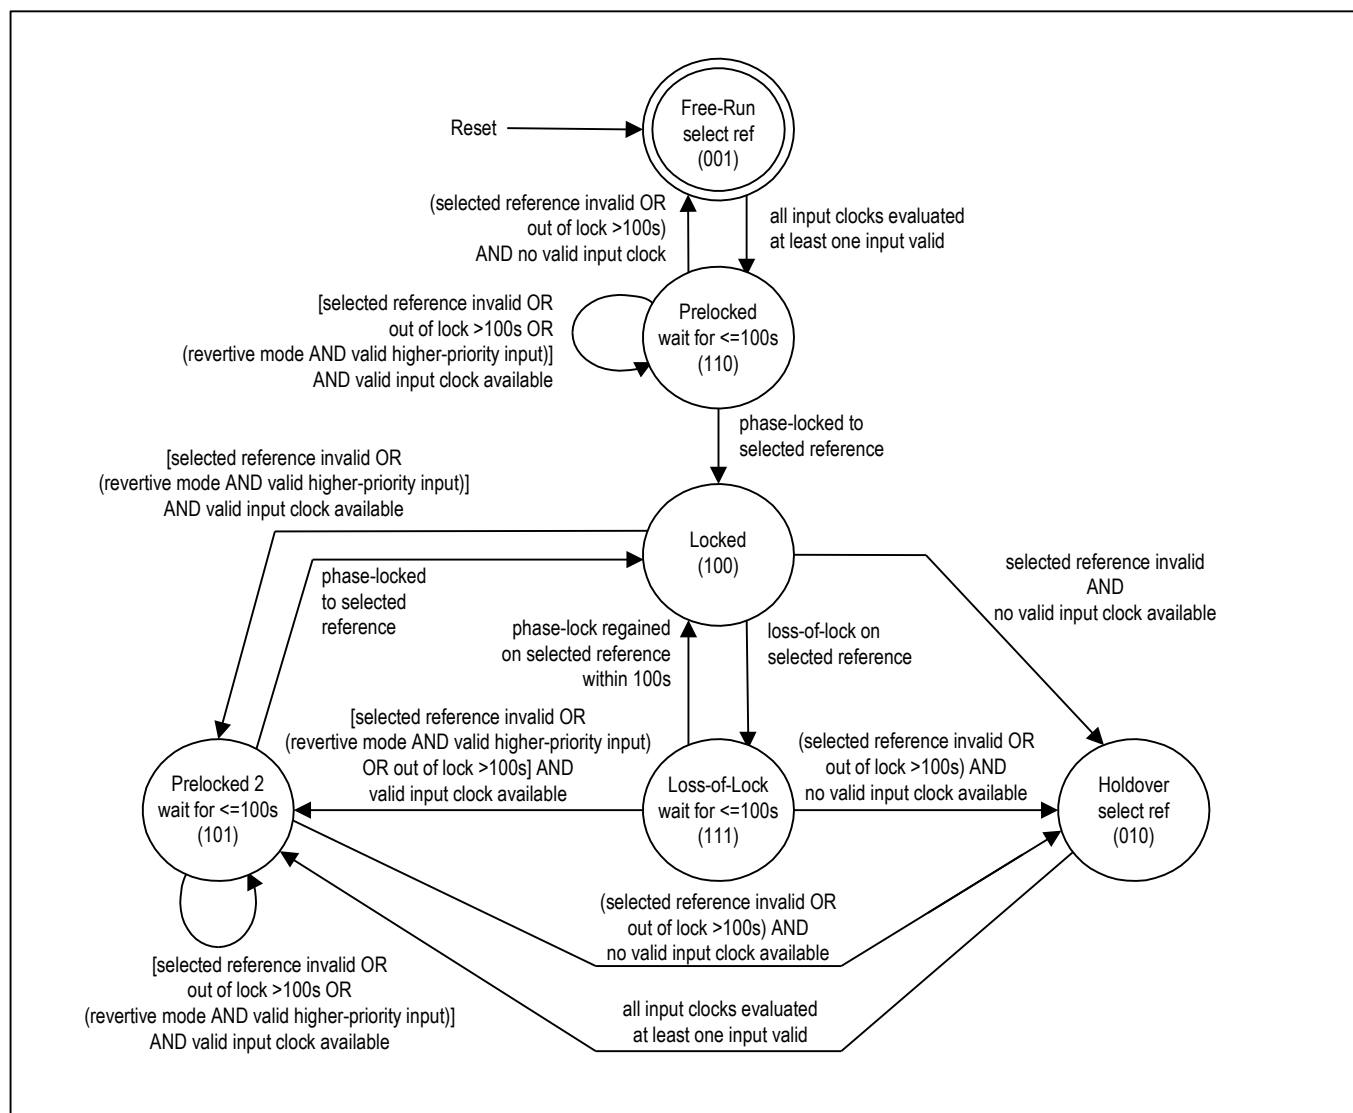 Free-Run
select ref
(001)
Reset
(selected reference invalid OR
out of lock >100s)
AND no valid input clock
all input clocks evaluated
at least one input valid
[selected reference invalid OR
out of lock >100s OR
(revertive mode AND valid higher-priority input)]
AND valid input clock available
Prelocked
wait for <=100s
(110)
phase-locked to
selected reference
[selected reference invalid OR
(revertive mode AND valid higher-priority input)]
AND valid input clock available
Locked
(100)
selected reference invalid
AND
no valid input clock available
phase-locked
to selected
reference
phase-lock regained
on selected reference
within 100s
loss-of-lock on
selected reference
[selected reference invalid OR
(revertive mode AND valid higher-priority input)
OR out of lock >100s] AND
valid input clock available
(selected reference invalid OR
out of lock >100s) AND
no valid input clock available
Prelocked 2
wait for <=100s
(101)
Loss-of-Lock
wait for <=100s
(111)
Holdover
select ref
(010)
(selected reference invalid OR
out of lock >100s) AND
no valid input clock available
[selected reference invalid OR
out of lock >100s OR
(revertive mode AND valid higher-priority input)]
AND valid input clock available
all input clocks evaluated
at least one input valid